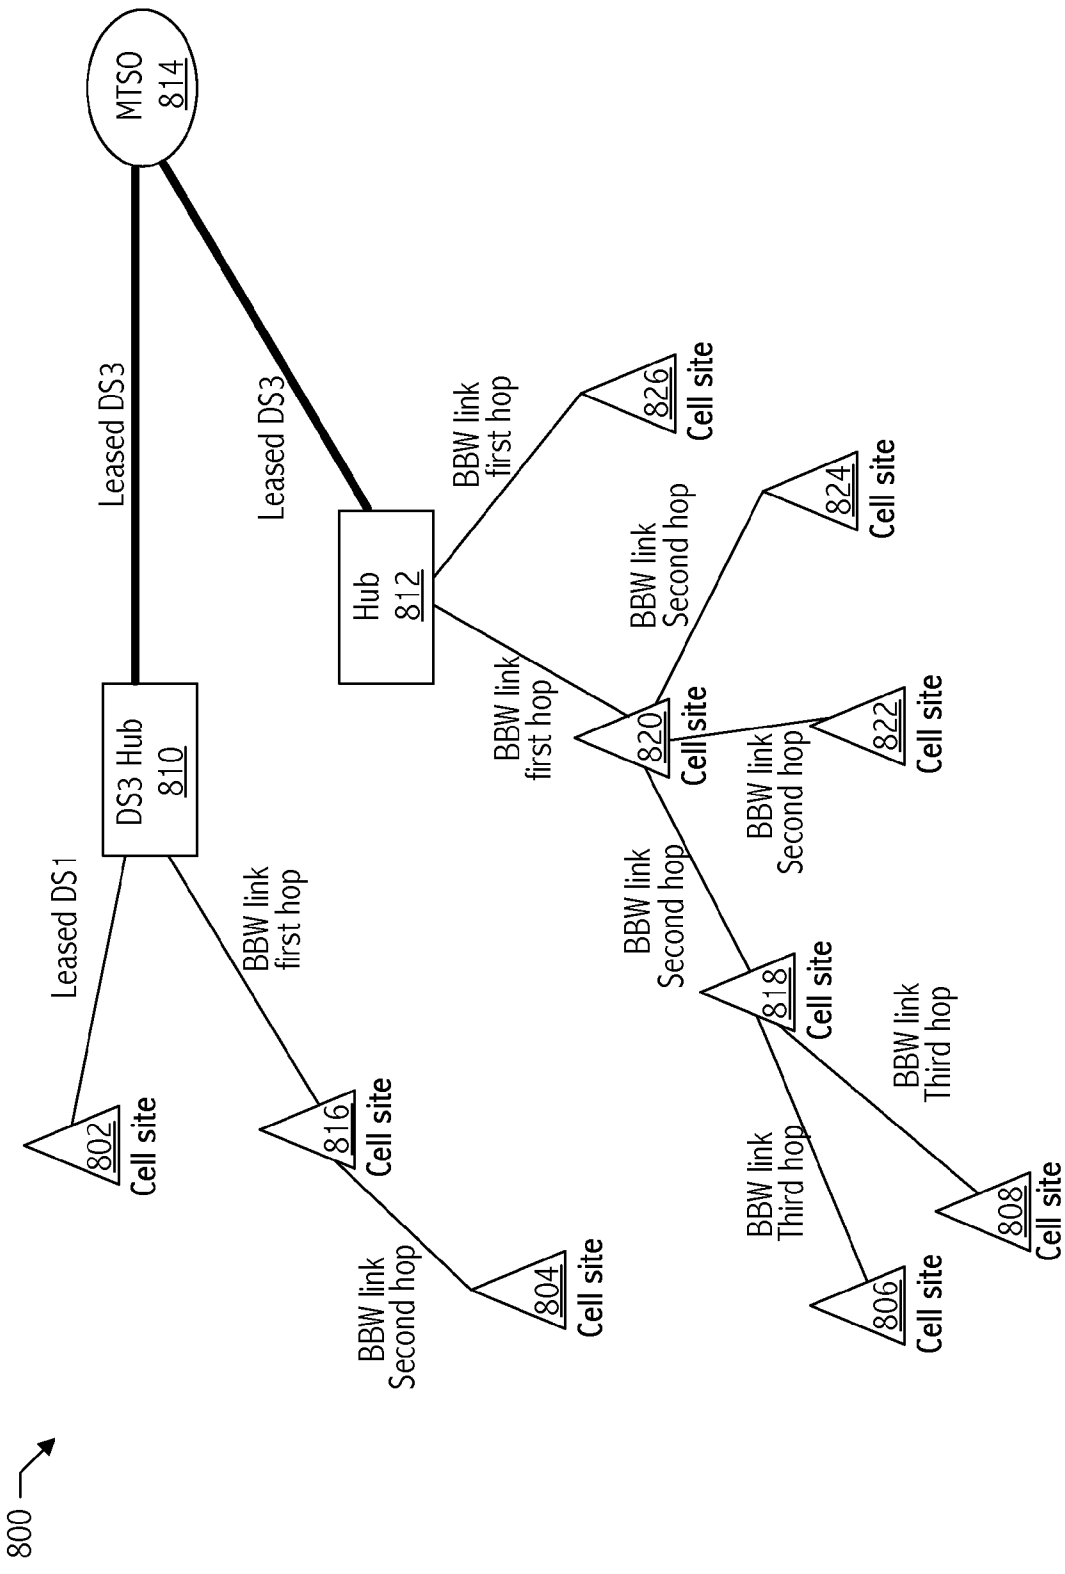 800
MTSO
814
Leased DS3
Leased DS3
DS3 Hub
810
Hub
812
Leased DS1
BBW link
first hop
BBW link
first hop
BBW link
first hop
802
Cell site
816
Cell site
BBW link
Second hop
804
Cell site
820
Cell site
826
Cell site
BBW link
Second hop
824
Cell site
BBW link
Second hop
822
Cell site
BBW link
Second hop
818
Cell site
BBW link
Third hop
806
Cell site
BBW link
Third hop
808
Cell site